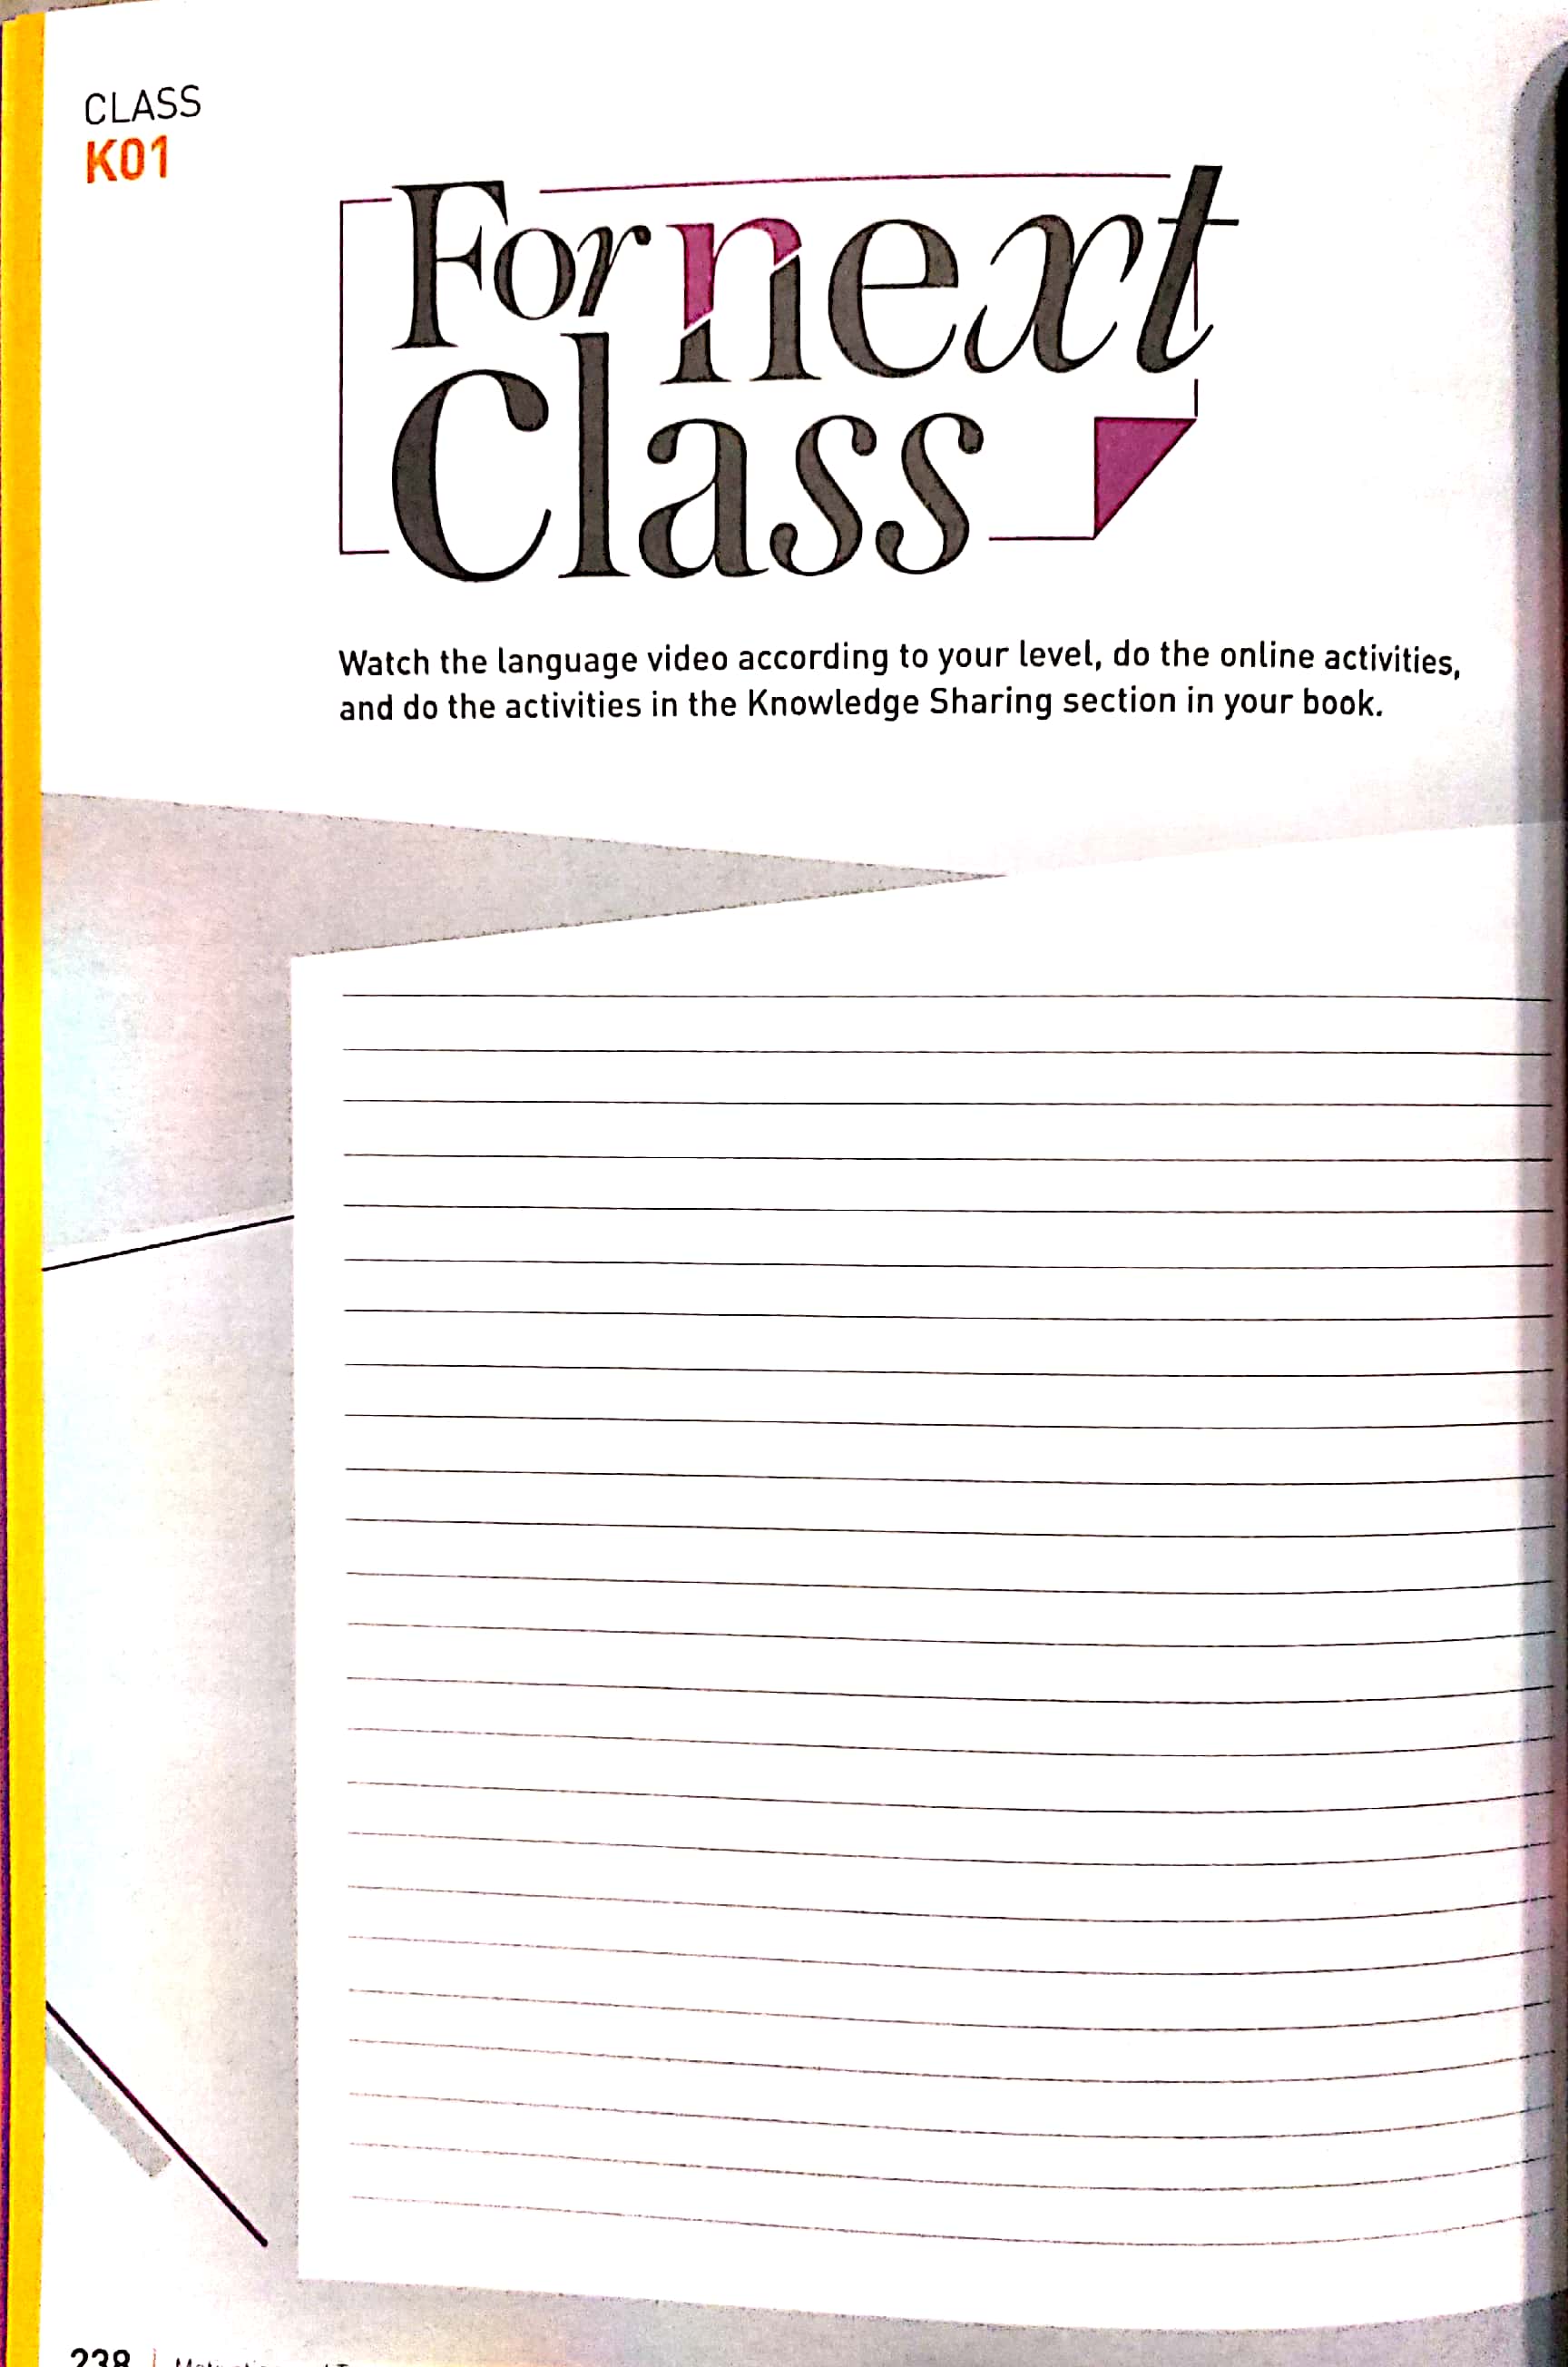 CLASS
K01
For next
Class
Watch the language video according to your level, do the online activities,
and do the activities in the Knowledge Sharing section in your book.
238